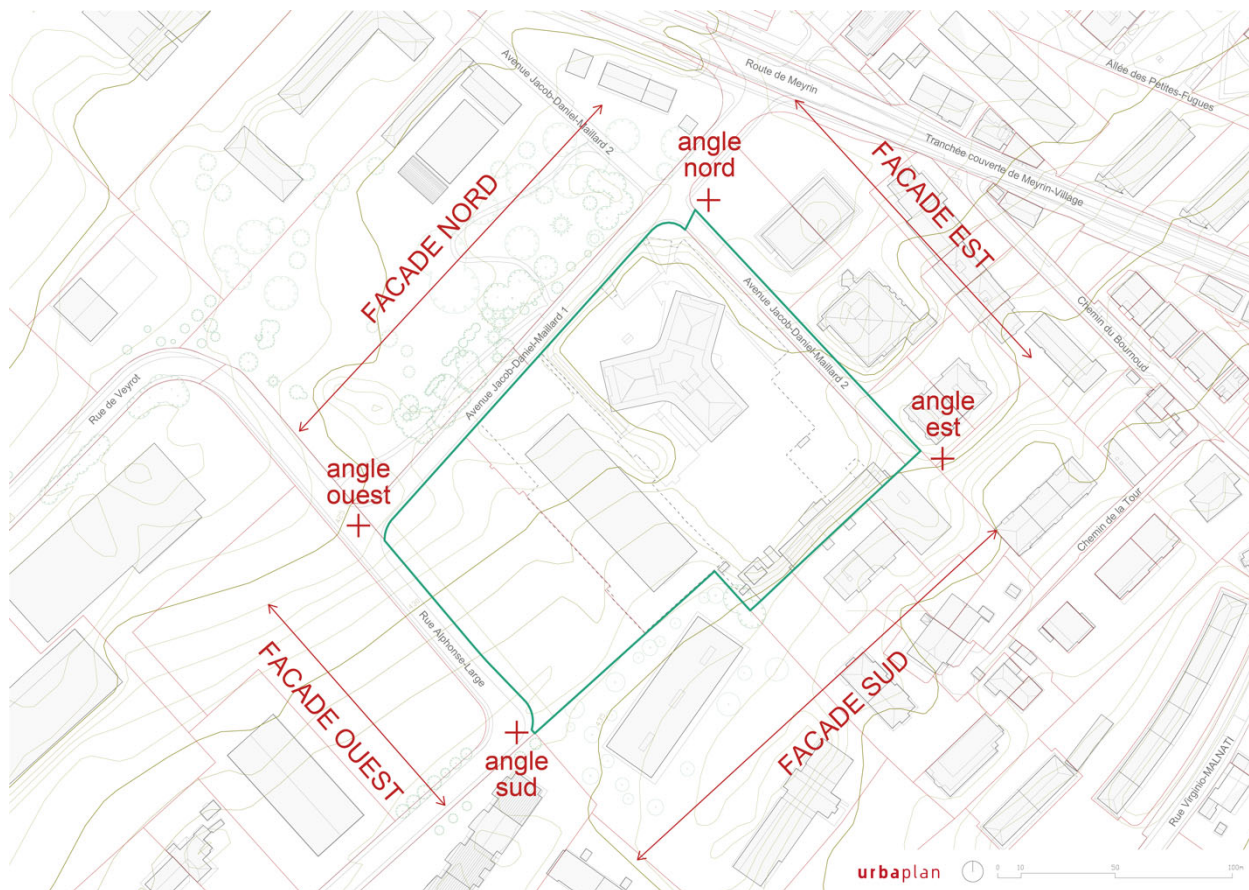 Avenue Jacob-Daniel-Maillard 2
Route de Meyrin
Allée des Petites-Fugues
Tranchée couverte de Meyrin-Village
angle
nord
FACADE NORD
FACADE EST
Avenue Jacob-Daniel-Maillard 1
Avenue Jacob-Daniel-Maillard 2
Chemin du Bournoud
Rue de Veyrot
angle
est
angle
ouest
Chemin de la Tour
Rue Alphonse-Large
FACADE OUEST
FACADE SUD
angle
sud
Rue Virginio-MALNATI
urbaplan
0 10 50 100m